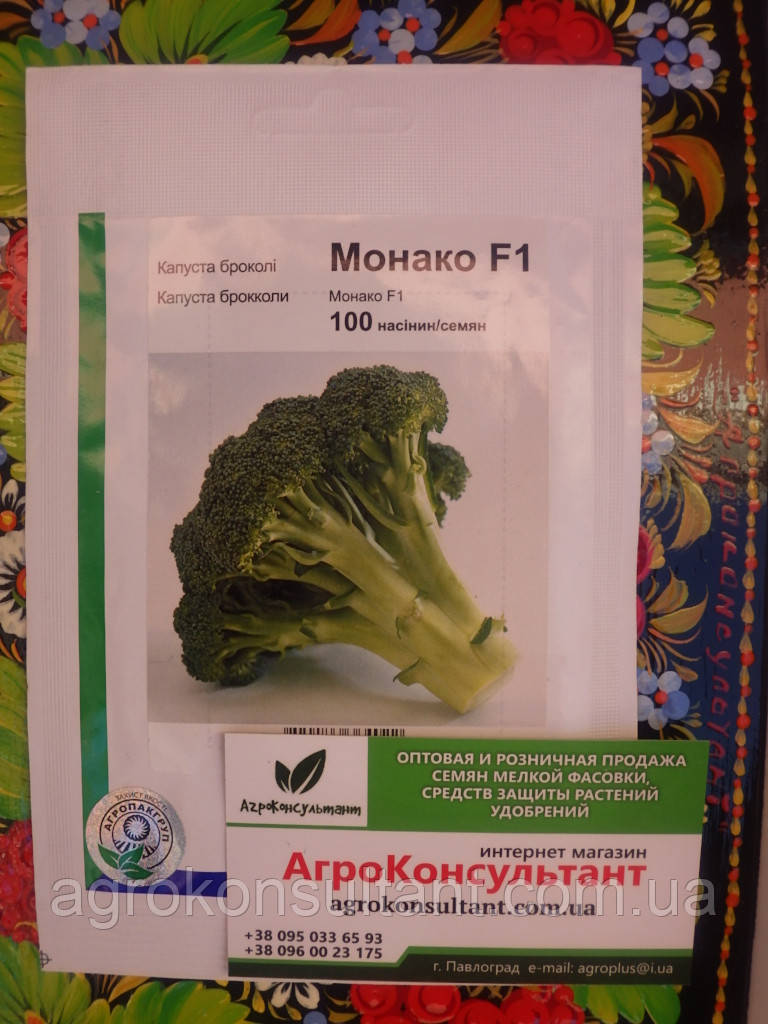 Капуста броколі Монако F1
Капуста брокколи Монако F1
100 насінин/семян
ЗАХИСТ ЯКОСТІ
АГРОПАКГРУП
АгроКонсультант
ОПТОВАЯ И РОЗНИЧНАЯ ПРОДАЖА
СЕМЯН МЕЛКОЙ ФАСОВКИ,
СРЕДСТВ ЗАЩИТЫ РАСТЕНИЙ
УДОБРЕНИЙ
интернет магазин
АгроКонсультант
agrokonsultant.com.ua
agrokonsultant.com.ua
+38 095 033 65 93
+38 096 00 23 175
г. Павлоград e-mail: agroplus@i.ua